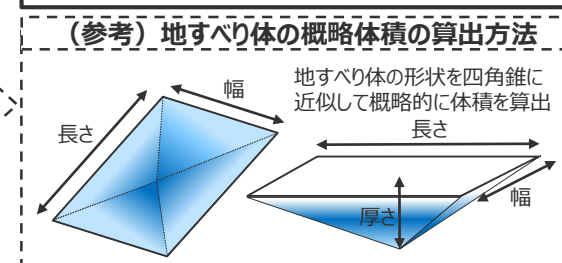 （参考）地すべり体の概略体積の算出方法
地すべり体の形状を四角錐に
近似して概略的に体積を算出
長さ
幅
長さ
幅
厚さ